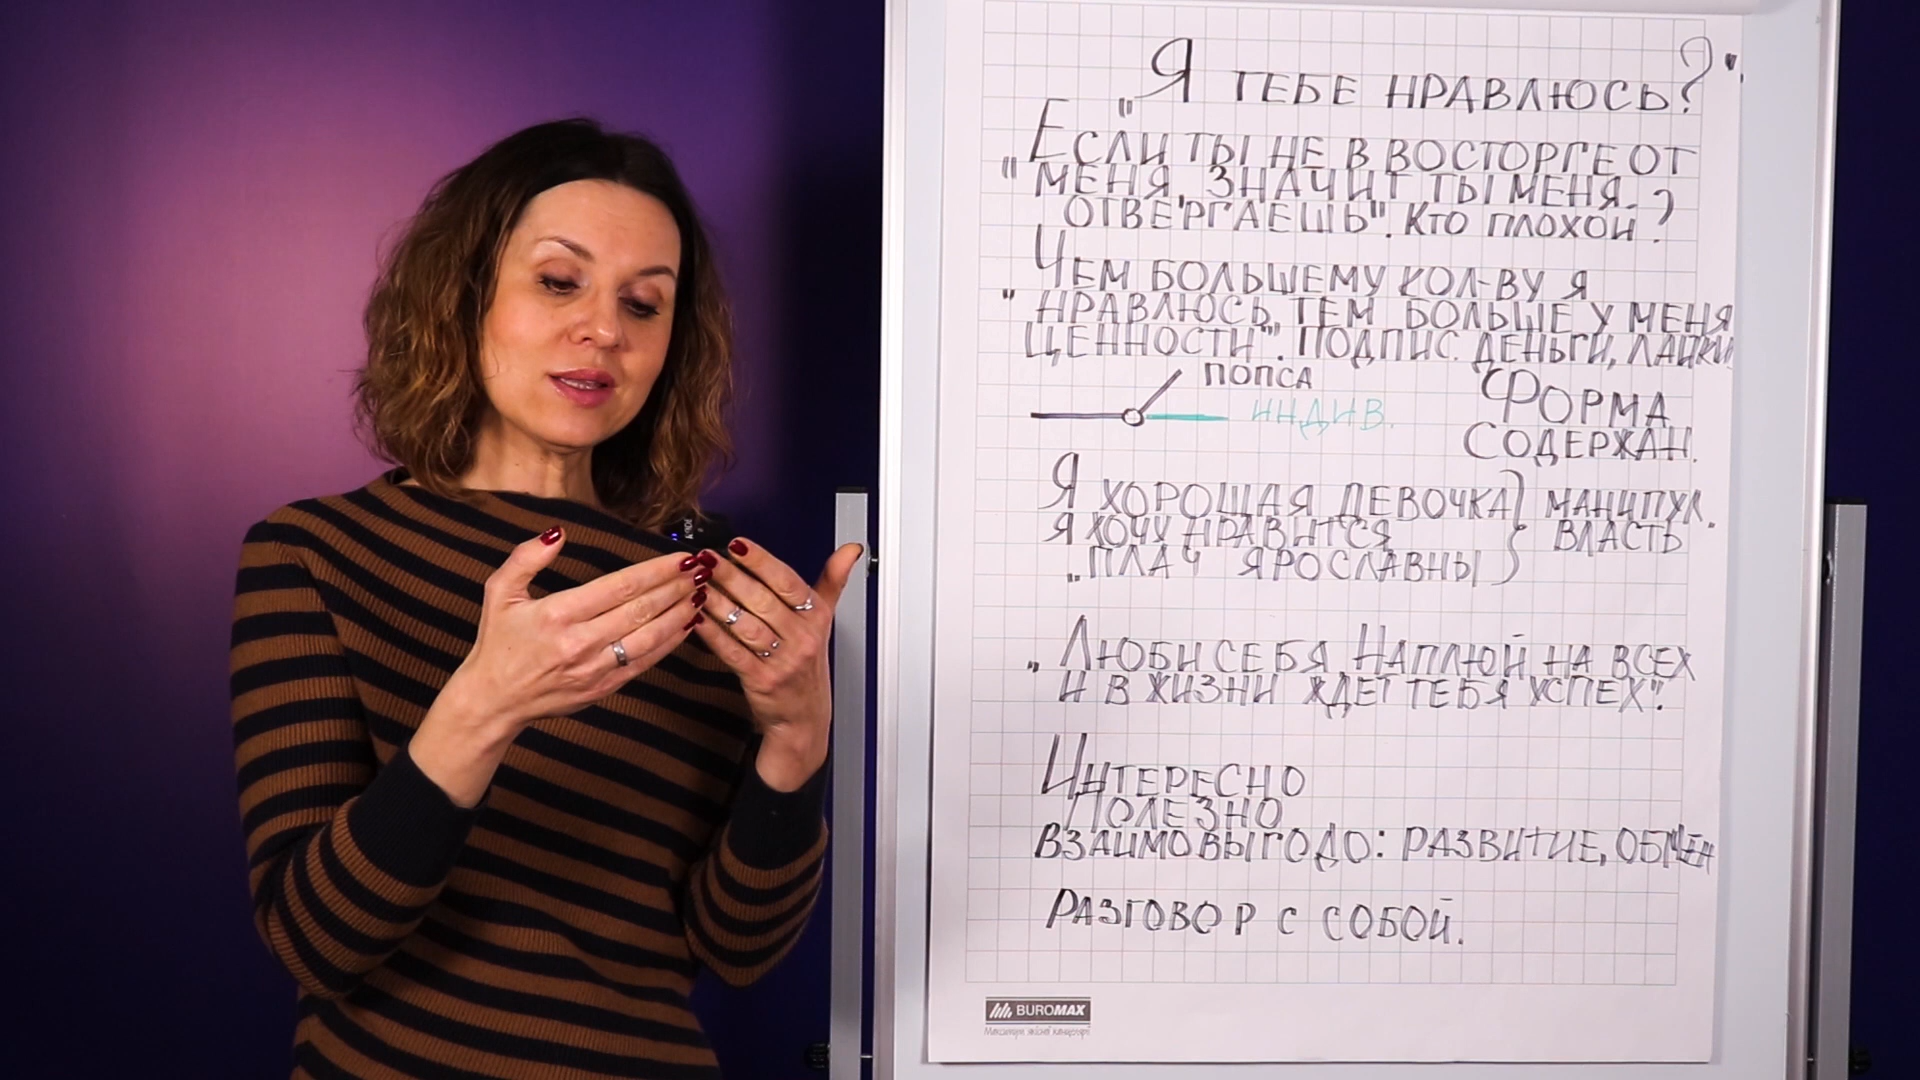 "Я ТЕБЕ НРАВЛЮСЬ?".
"ЕСЛИ ТЫ НЕ В ВОСТОРГЕ ОТ
МЕНЯ, ЗНАЧИТ ТЫ МЕНЯ
ОТВЕРГАЕШЬ". КТО ПЛОХОЙ?
"ЧЕМ БОЛЬШЕМУ КОЛ-ВУ Я
НРАВЛЮСЬ, ТЕМ БОЛЬШЕ У МЕНЯ
ЦЕННОСТИ". ПОДПИС. ДЕНЬГИ, ЛАЙКИ
ПОПСА
ИНДИВ.
ФОРМА
СОДЕРЖАН.
Я ХОРОШАЯ ДЕВОЧКА } МАНИПУЛ.
Я ХОЧУ НРАВИТСЯ ВЛАСТЬ
"ПЛАЧ ЯРОСЛАВНЫ
"ЛЮБИ СЕБЯ, НАПЛЮЙ НА ВСЕХ
И В ЖИЗНИ ЖДЕТ ТЕБЯ УСПЕХ".
ИНТЕРЕСНО
ПОЛЕЗНО
ВЗАИМОВЫГОДО: РАЗВИТИЕ, ОБМЕН
РАЗГОВОР С СОБОЙ.
BUROMAX